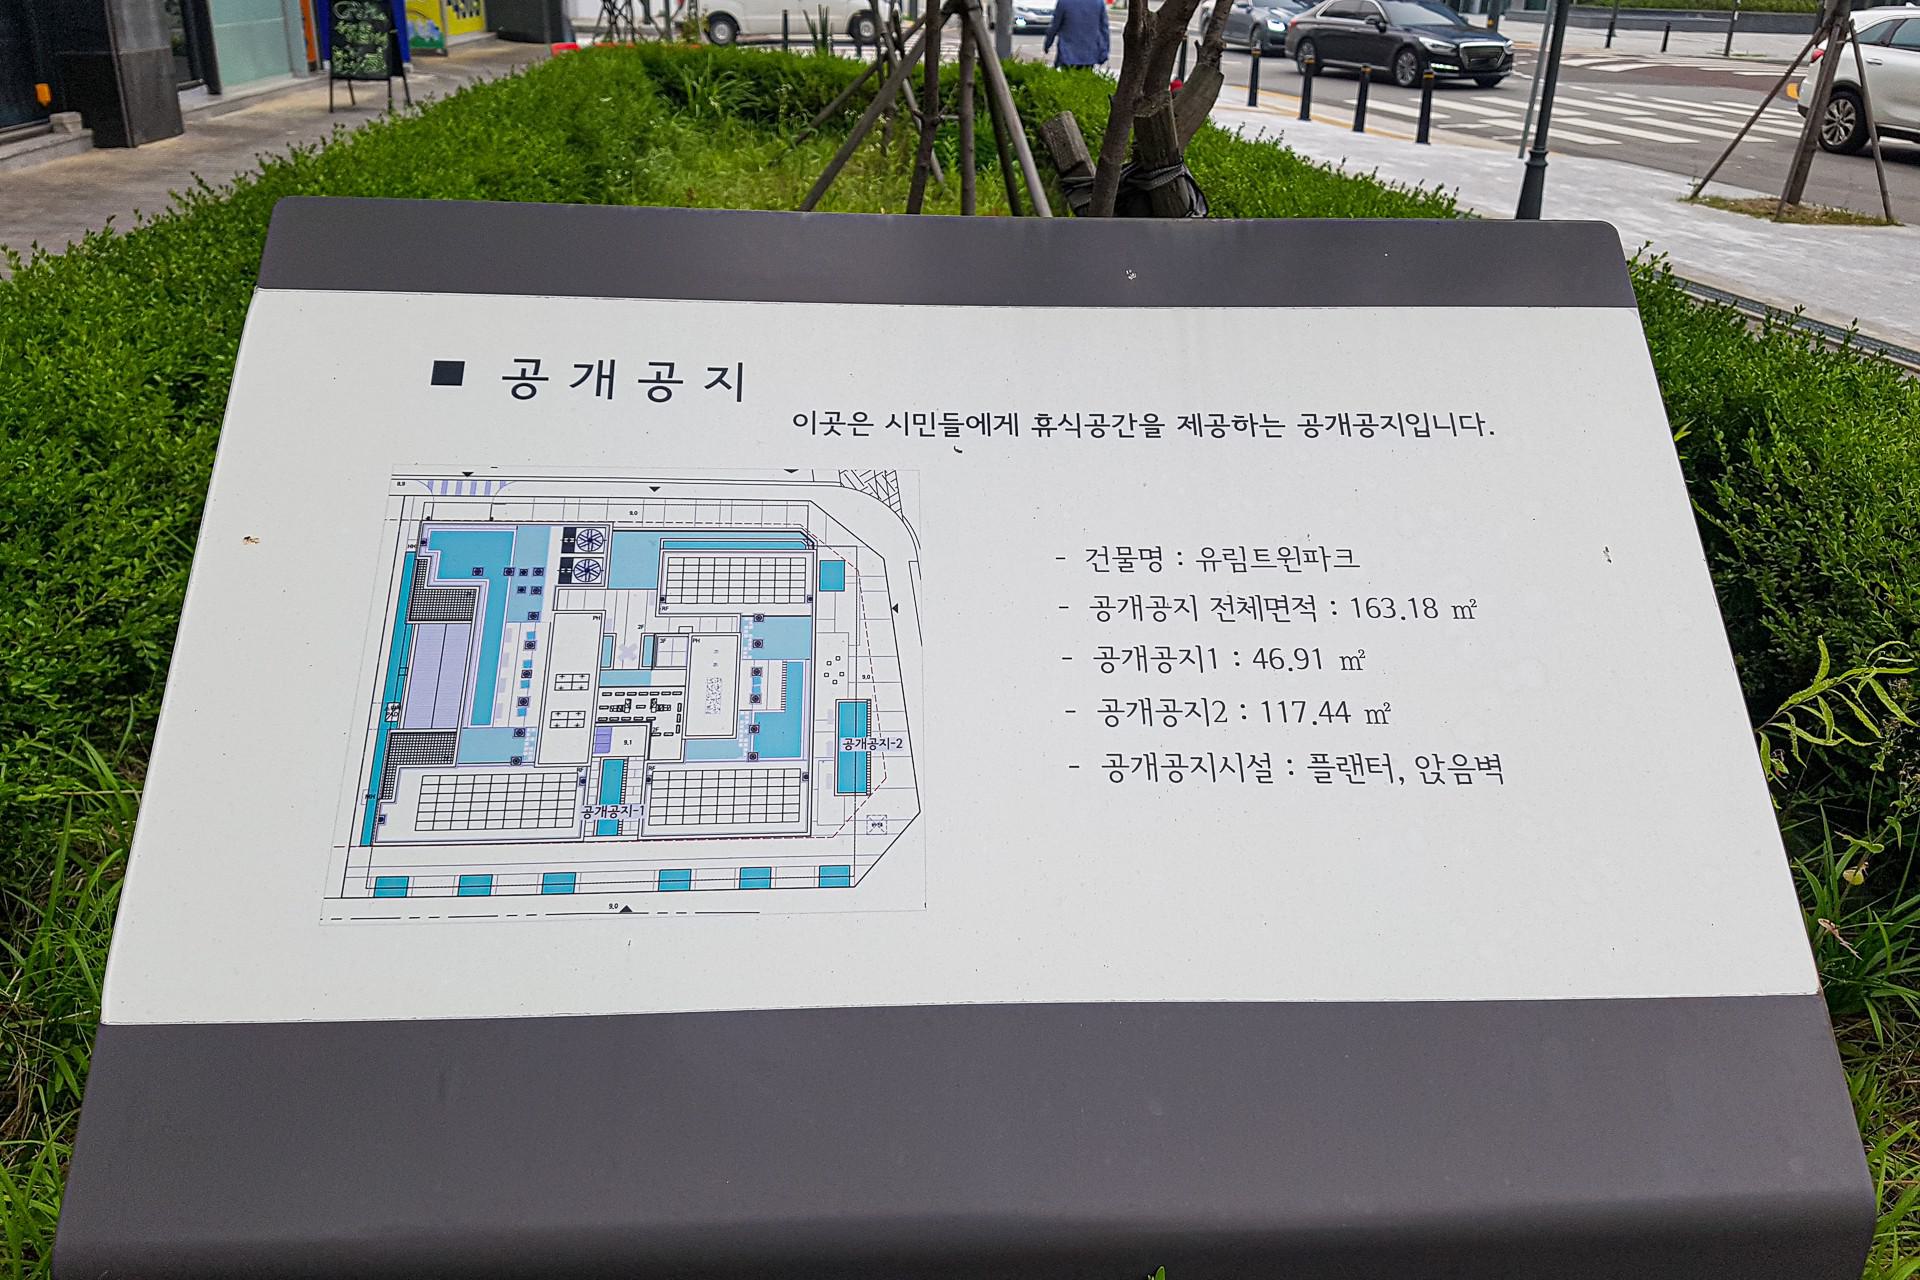 ■ 공개공지
이곳은 시민들에게 휴식공간을 제공하는 공개공지입니다.
- 건물명 : 유림트윈파크
- 공개공지 전체면적 : 163.18 ㎡
- 공개공지1 : 46.91 ㎡
- 공개공지2 : 117.44 ㎡
- 공개공지시설 : 플랜터, 앉음벽
9.0
PH
2F
3F
PH
RF
9.0
9.1
공개공지-2
공개공지-1
9.0